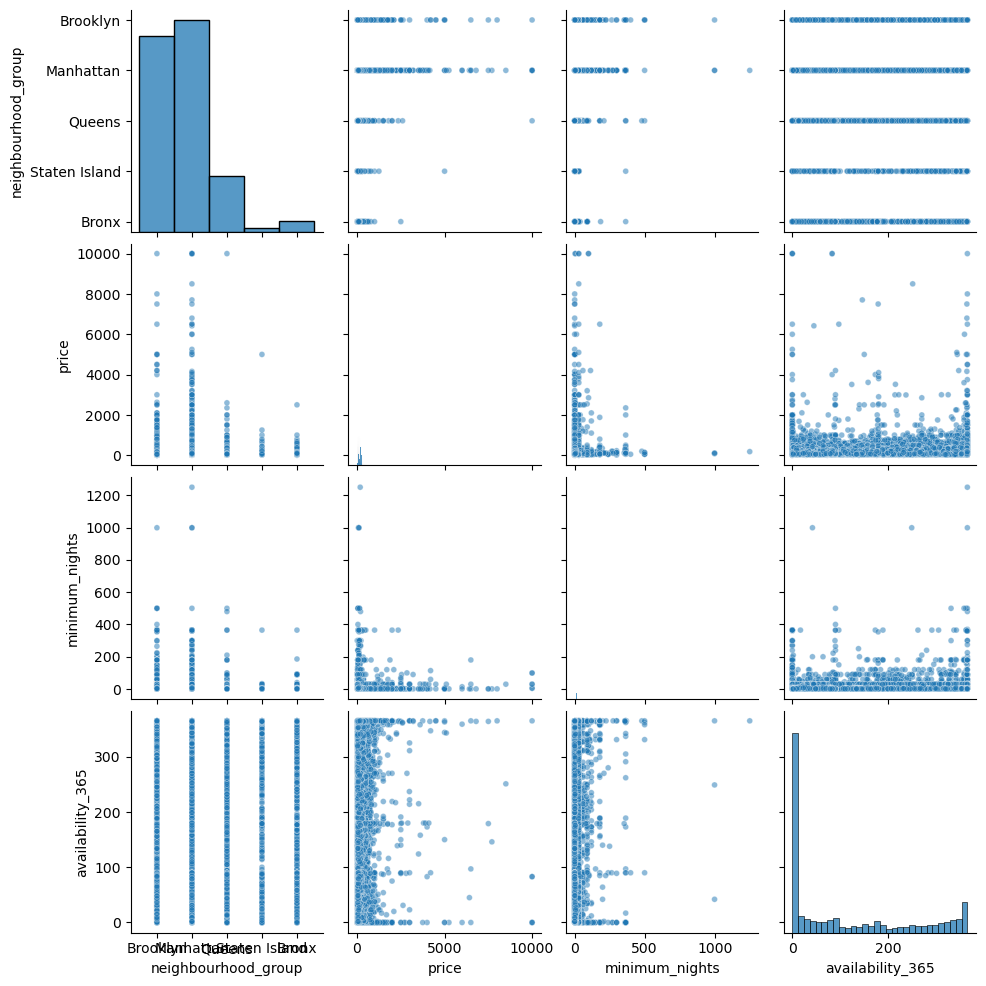 neighbourhood_group
Brooklyn
Manhattan
Queens
Staten Island
Bronx
price
10000
8000
6000
4000
2000
0
minimum_nights
1200
1000
800
600
400
200
0
availability_365
300
200
100
0
Brooklyn Manhattan Queens Staten Island Bronx
0 5000 10000
0 500 1000
0 200
neighbourhood_group
price
minimum_nights
availability_365